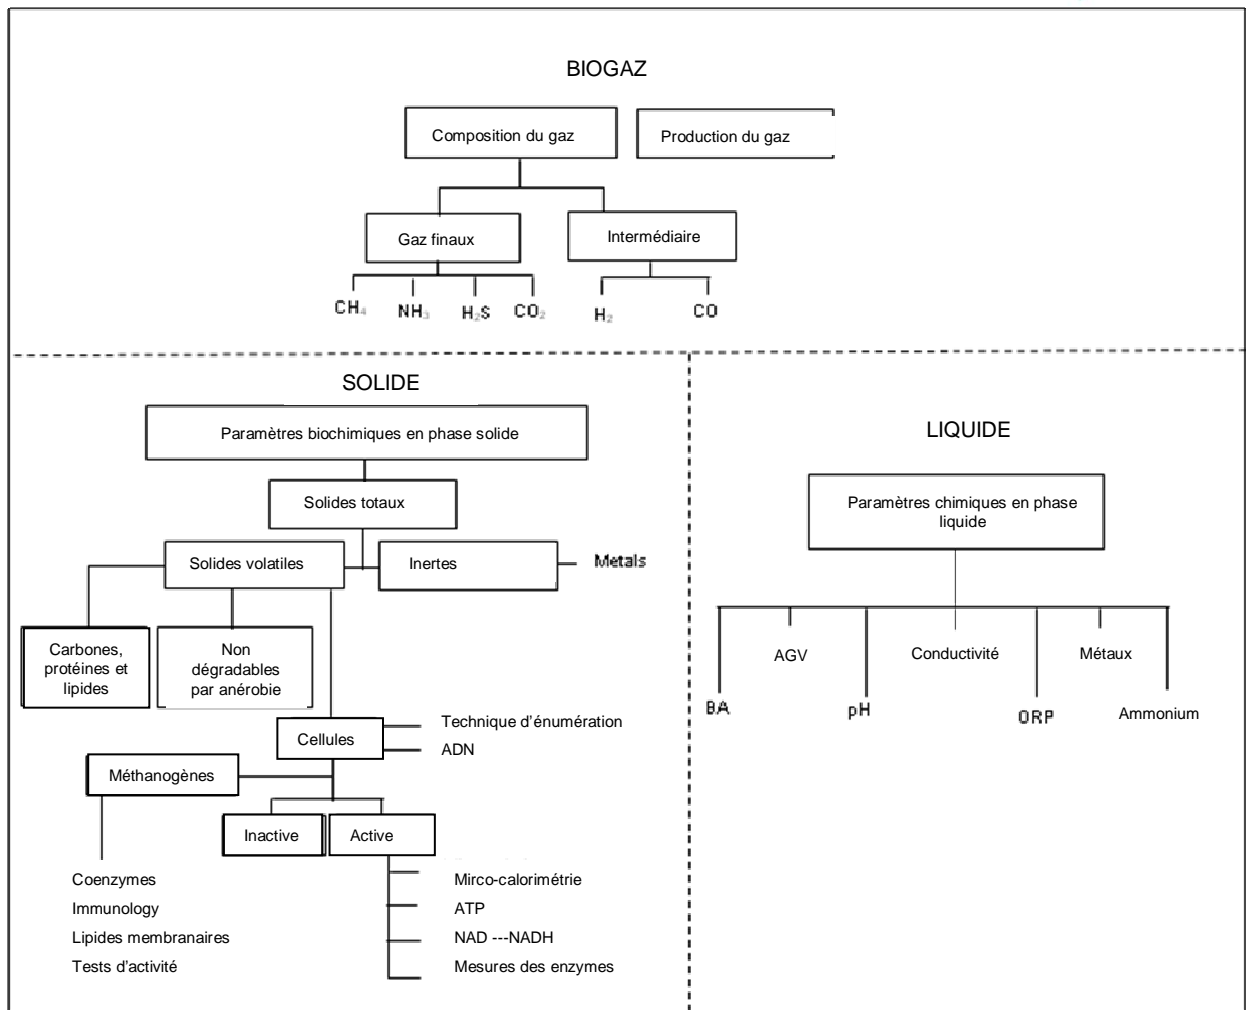 BIOGAZ
Composition du gaz
Production du gaz
Gaz finaux
Intermédiaire
CH₄
NH₃
H₂S
CO₂
H₂
CO
SOLIDE
Paramètres biochimiques en phase solide
Solides totaux
Solides volatiles
Inertes
Metals
Carbones,
protéines et
lipides
Non
dégradables
par anérobie
Cellules
Technique d'énumération
ADN
Méthanogènes
Inactive
Active
Coenzymes
Immunology
Lipides membranaires
Tests d'activité
Mirco-calorimétrie
ATP
NAD ---NADH
Mesures des enzymes
LIQUIDE
Paramètres chimiques en phase
liquide
BA
AGV
pH
Conductivité
ORP
Métaux
Ammonium